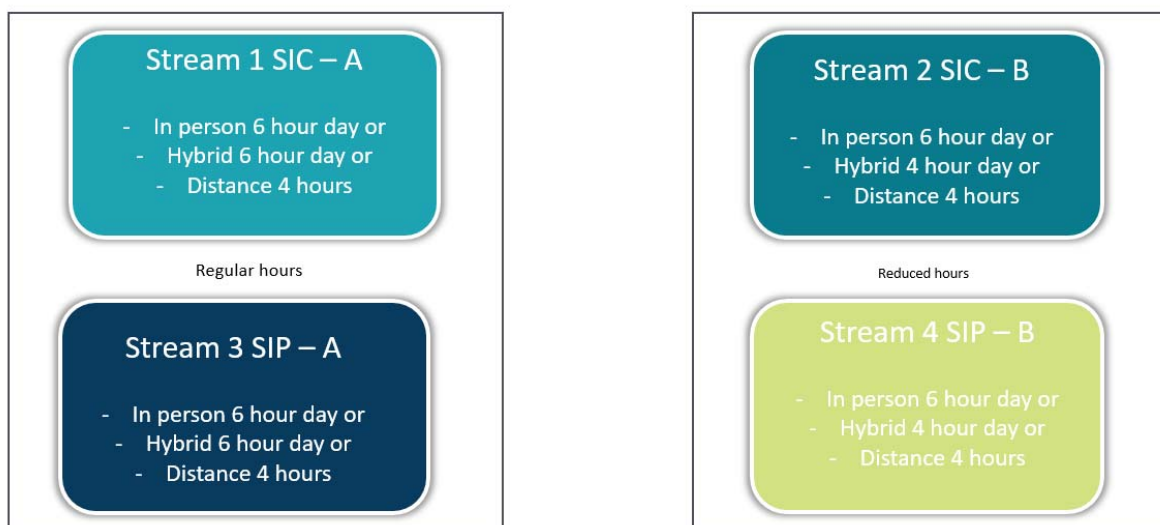 Stream 1 SIC – A
- In person 6 hour day or
- Hybrid 6 hour day or
- Distance 4 hours
Regular hours
Stream 3 SIP – A
- In person 6 hour day or
- Hybrid 6 hour day or
- Distance 4 hours
Stream 2 SIC – B
- In person 6 hour day or
- Hybrid 4 hour day or
- Distance 4 hours
Reduced hours
Stream 4 SIP – B
- In person 6 hour day or
- Hybrid 4 hour day or
- Distance 4 hours